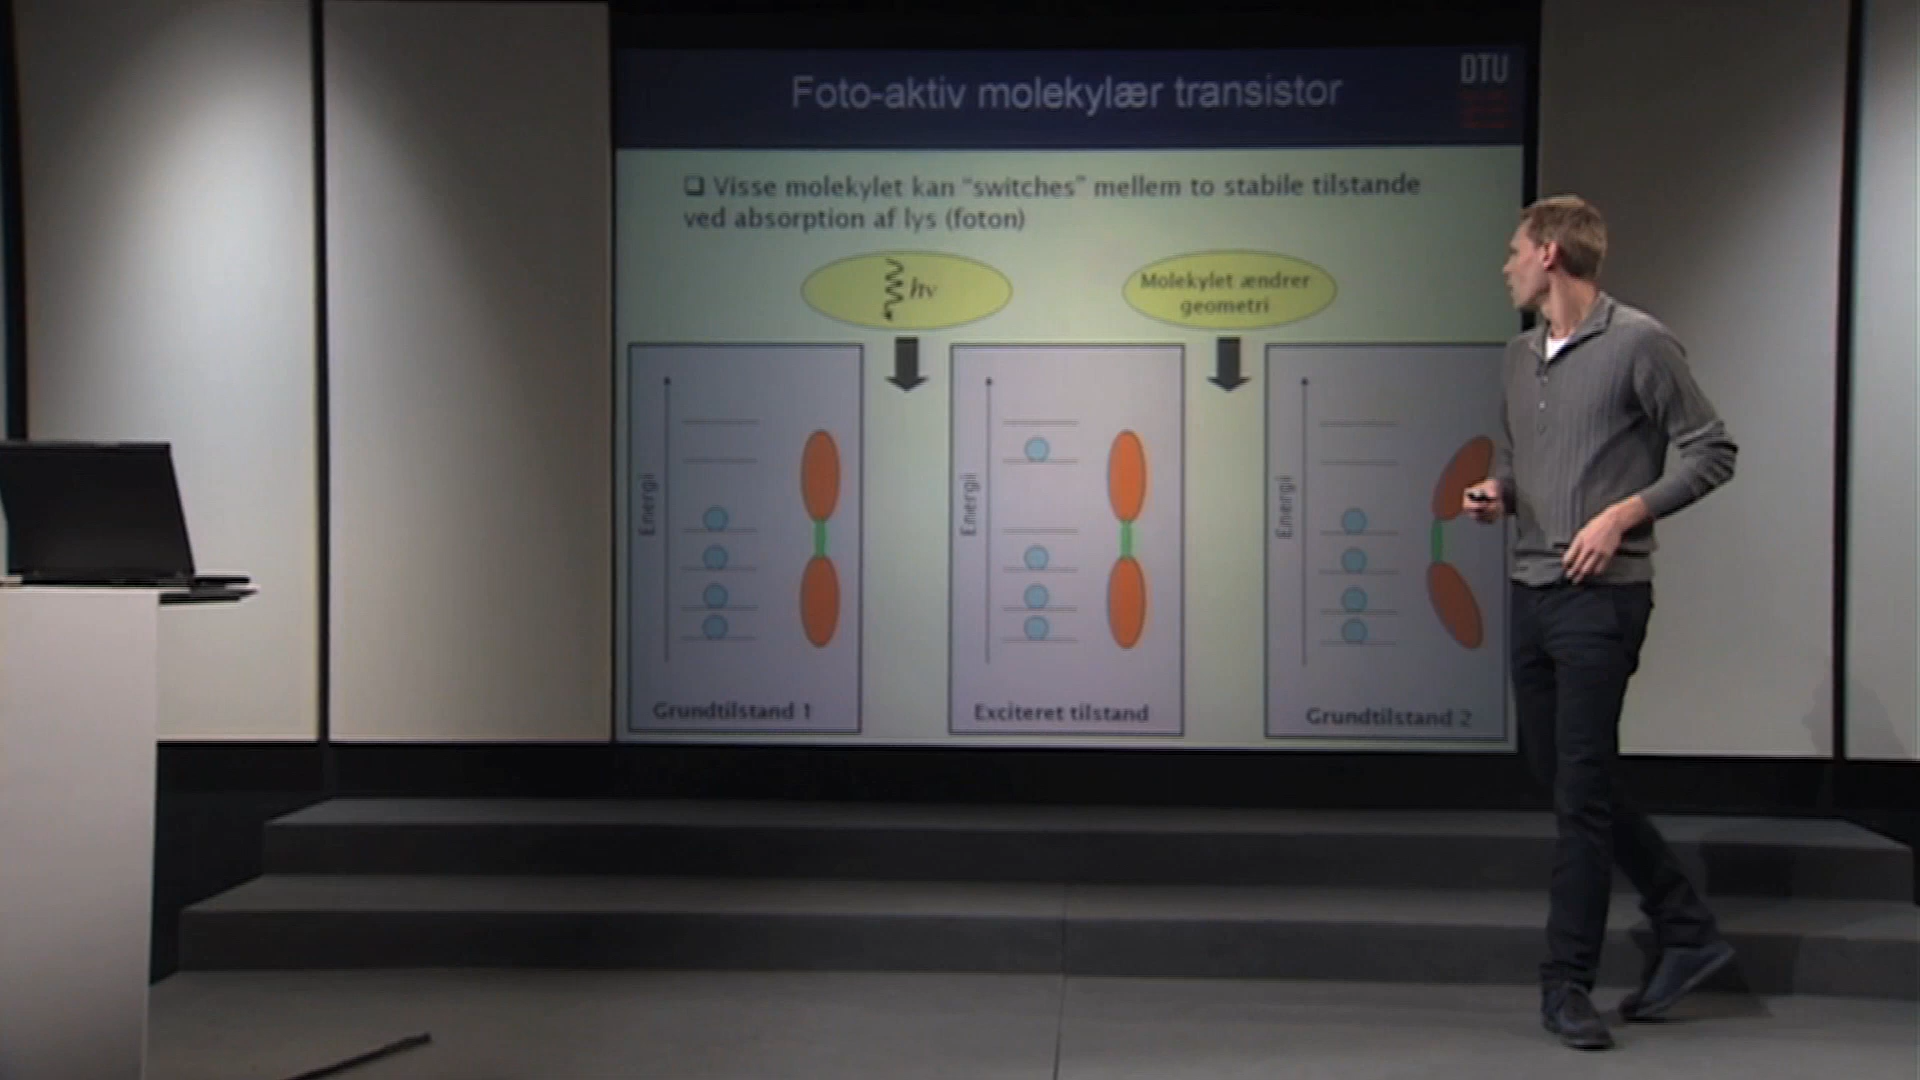 Foto-aktiv molekylær transistor
DTU
❑ Visse molekylet kan "switches" mellem to stabile tilstande
ved absorption af lys (foton)
hν
Molekylet ændrer
geometri
Energi
Energi
Energi
Grundtilstand 1
Exciteret tilstand
Grundtilstand 2